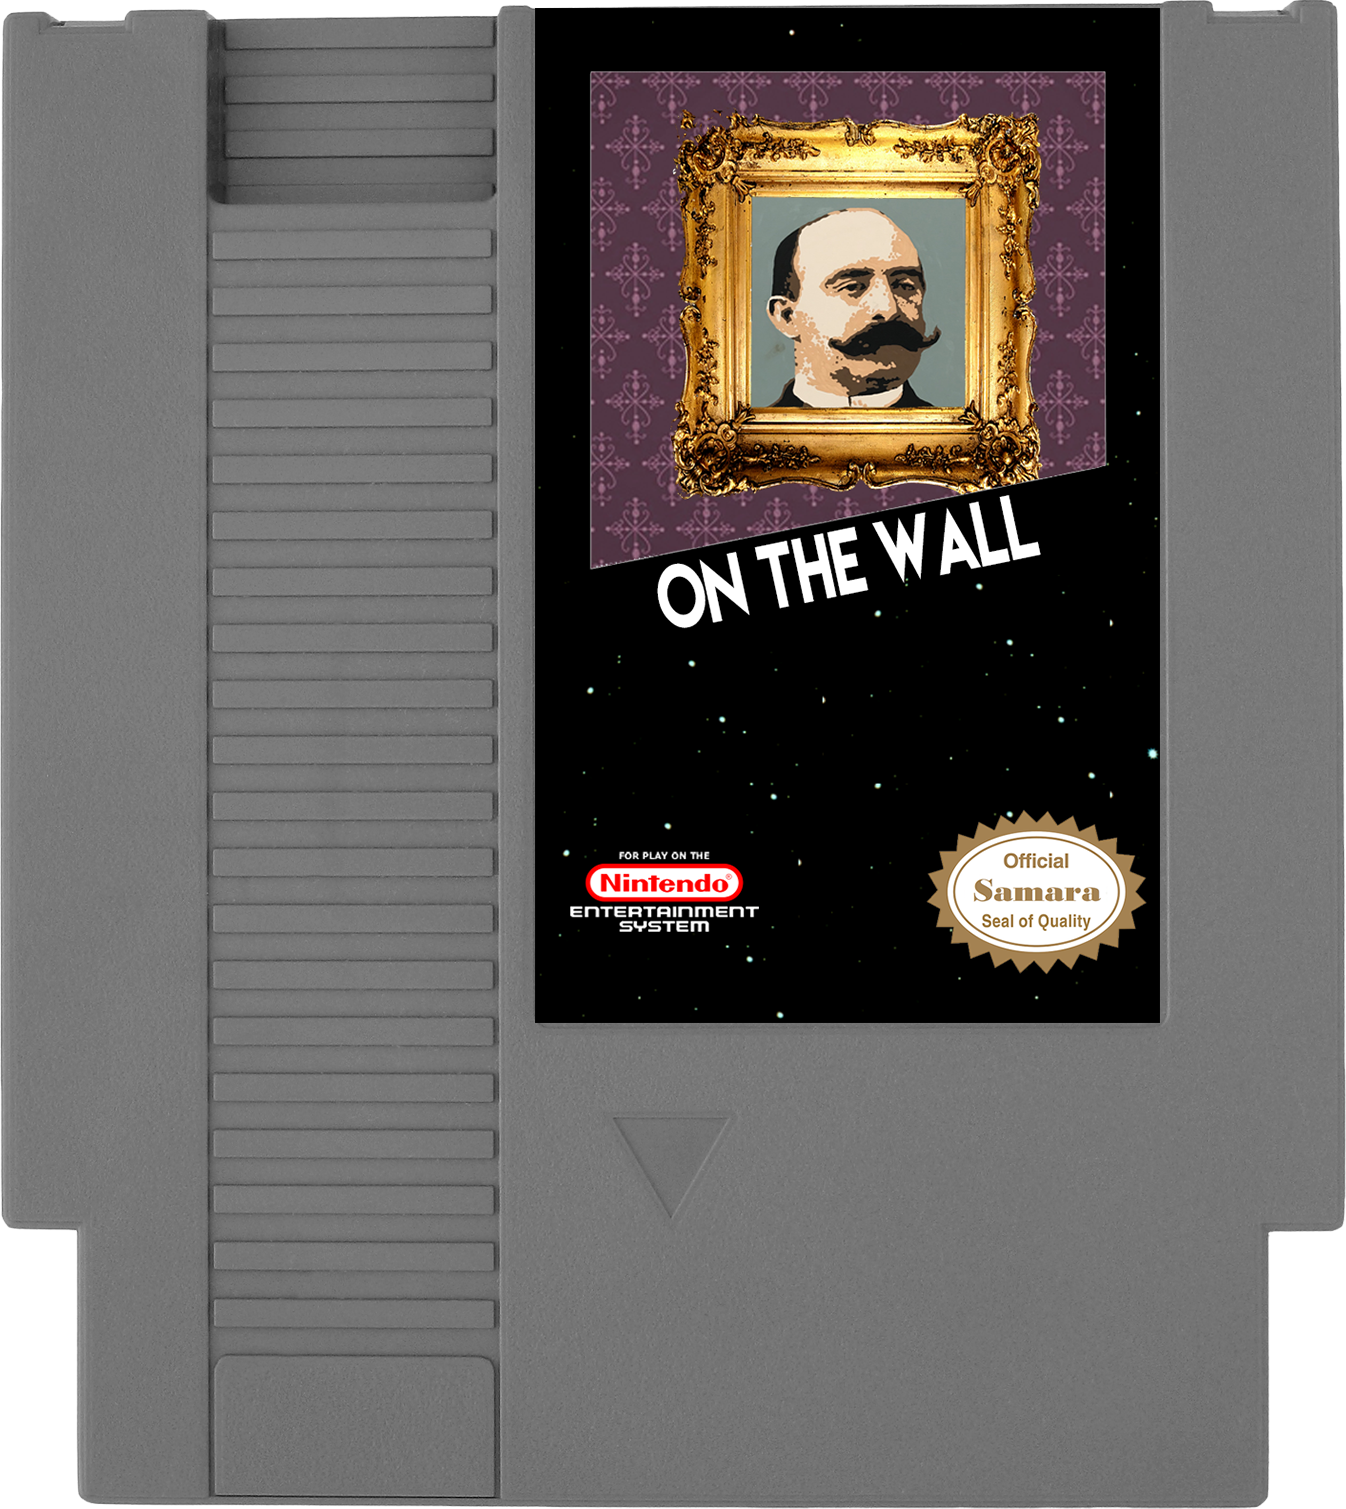 ON THE WALL
FOR PLAY ON THE
Nintendo®
ENTERTAINMENT
SYSTEM
Official
Samara
Seal of Quality